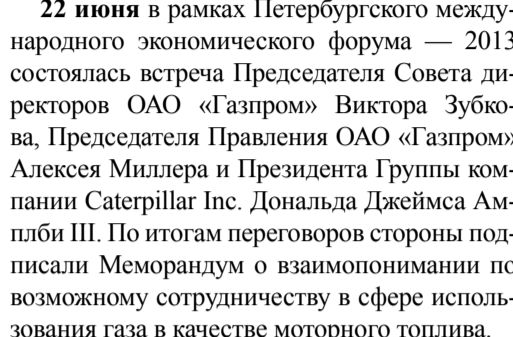 22 июня в рамках Петербургского между-
народного экономического форума — 2013
состоялась встреча Председателя Совета ди-
ректоров ОАО «Газпром» Виктора Зубко-
ва, Председателя Правления ОАО «Газпром»
Алексея Миллера и Президента Группы ком-
пании Caterpillar Inc. Дональда Джеймса Ам-
плби III. По итогам переговоров стороны под-
писали Меморандум о взаимопонимании по
возможному сотрудничеству в сфере исполь-
зования газа в качестве моторного топлива.